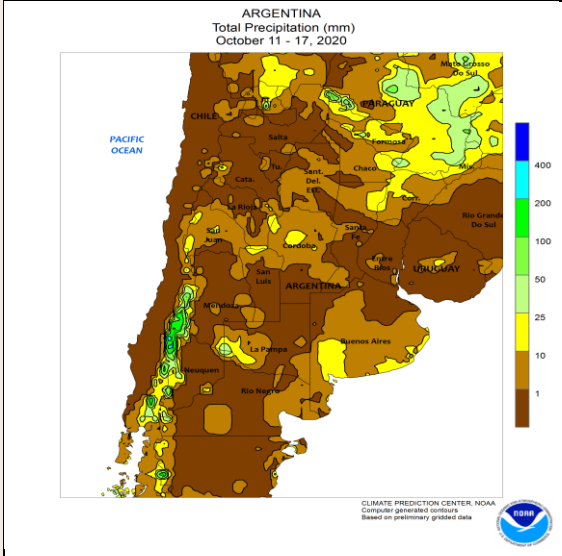 ARGENTINA
Total Precipitation (mm)
October 11 - 17, 2020
Mato Grosso
Do Sul
PARAGUAY
CHILE
PACIFIC
OCEAN
Salta
Formosa
Tu.
Sant.
Del.
Est.
Chaco
Mis.
Cata.
Corr.
La Rioja
Rio Grande
Do Sul
San
Juan
Santa
Fe
Cordoba
Entre
Rios
URUGUAY
San
Luis
ARGENTINA
Mendoza
Buenos Aires
La Pampa
Neuquen
Rio Negro
400
200
100
50
25
10
1
CLIMATE PREDICTION CENTER, NOAA
Computer generated contours
Based on preliminary gridded data
NOAA